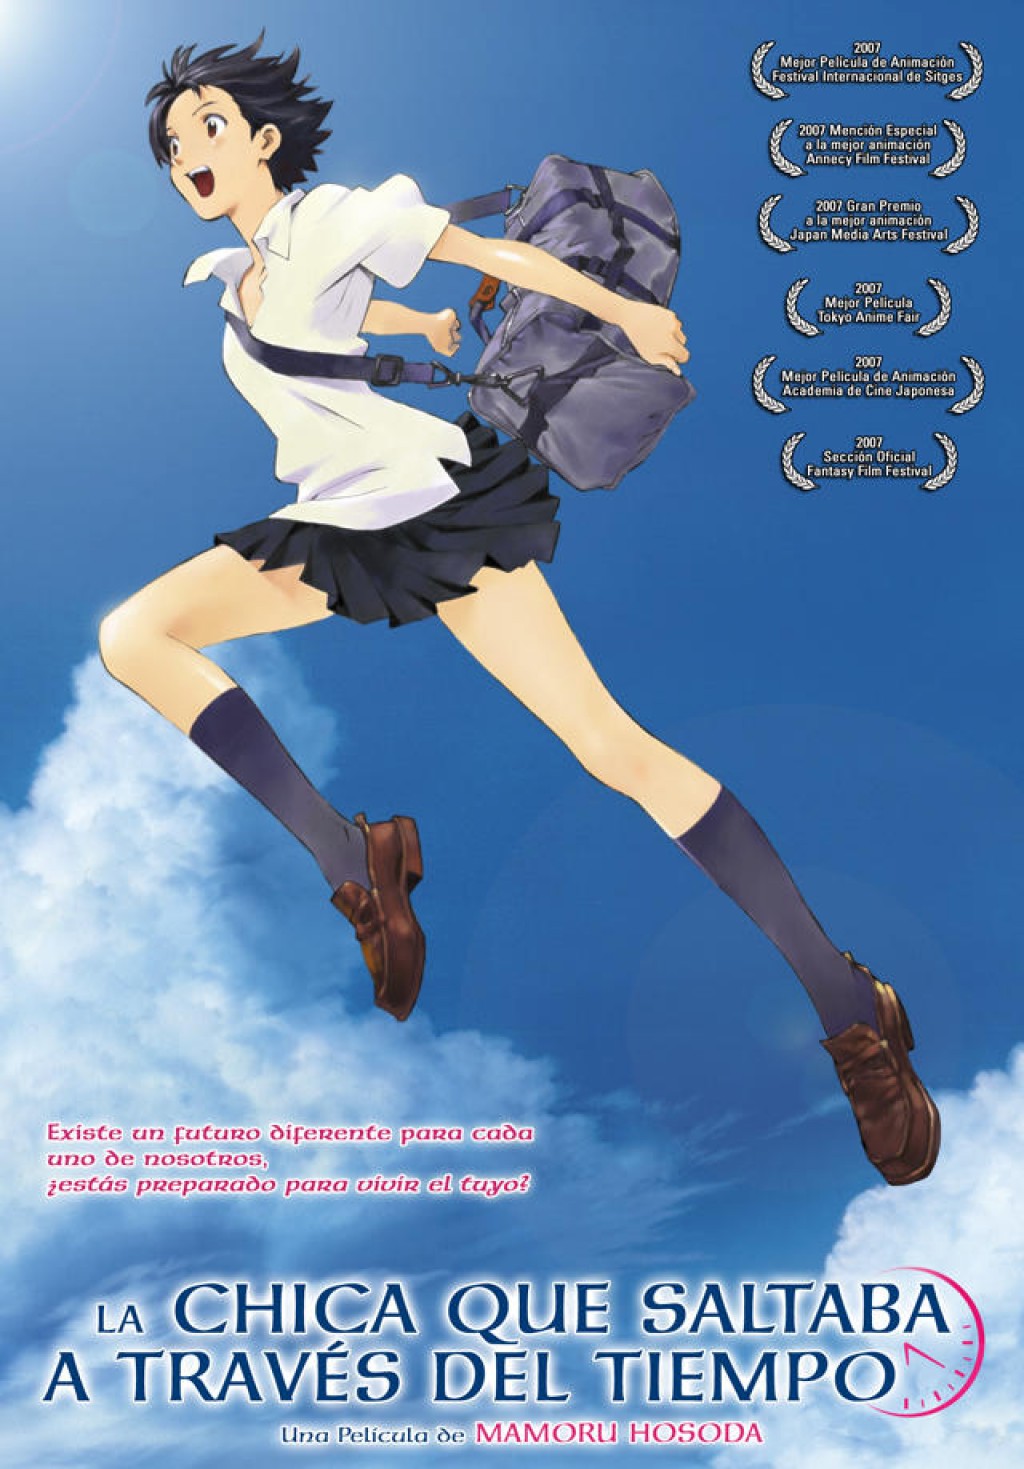 2007
Mejor Película de Animación
Festival Internacional de Sitges
2007 Mención Especial
a la mejor animación
Annecy Film Festival
2007 Gran Premio
a la mejor animación
Japan Media Arts Festival
2007
Mejor Película
Tokyo Anime Fair
2007
Mejor Película de Animación
Academia de Cine Japonesa
2007
Sección Oficial
Fantasy Film Festival
Existe un futuro diferente para cada
uno de nosotros,
¿estás preparado para vivir el tuyo?
LA CHICA QUE SALTABA
A TRAVÉS DEL TIEMPO
Una Película de MAMORU HOSODA